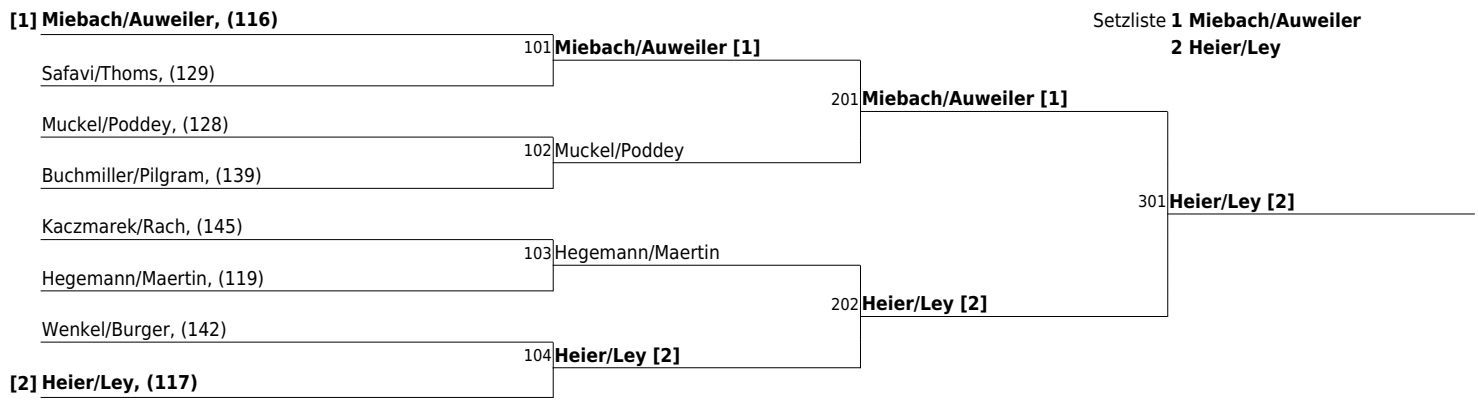 [1] Miebach/Auweiler, (116)
Setzliste 1 Miebach/Auweiler
2 Heier/Ley
101 Miebach/Auweiler [1]
Safavi/Thoms, (129)
201 Miebach/Auweiler [1]
Muckel/Poddey, (128)
102 Muckel/Poddey
Buchmiller/Pilgram, (139)
301 Heier/Ley [2]
Kaczmarek/Rach, (145)
103 Hegemann/Maertin
Hegemann/Maertin, (119)
202 Heier/Ley [2]
Wenkel/Burger, (142)
104 Heier/Ley [2]
[2] Heier/Ley, (117)